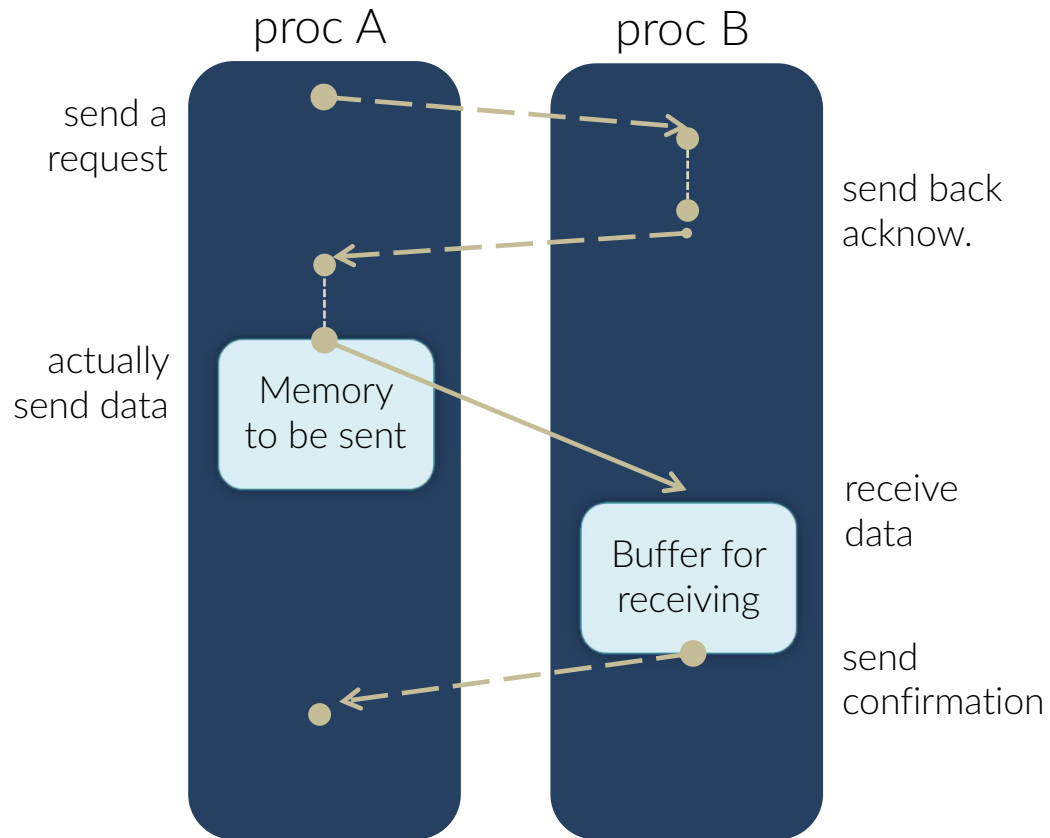 proc A
proc B
send a
request
send back
acknow.
actually
send data
Memory
to be sent
receive
data
Buffer for
receiving
send
confirmation